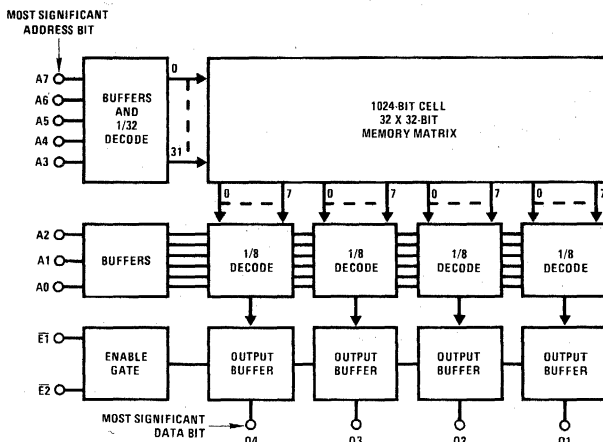 MOST SIGNIFICANT
ADDRESS BIT
A7
A6
A5
A4
A3
BUFFERS
AND
1/32
DECODE
0
31
1024-BIT CELL
32 X 32-BIT
MEMORY MATRIX
0 7 0 7 0 7 0 7
A2
A1
A0
BUFFERS
1/8
DECODE
1/8
DECODE
1/8
DECODE
1/8
DECODE
E1
E2
ENABLE
GATE
OUTPUT
BUFFER
OUTPUT
BUFFER
OUTPUT
BUFFER
OUTPUT
BUFFER
MOST SIGNIFICANT
DATA BIT